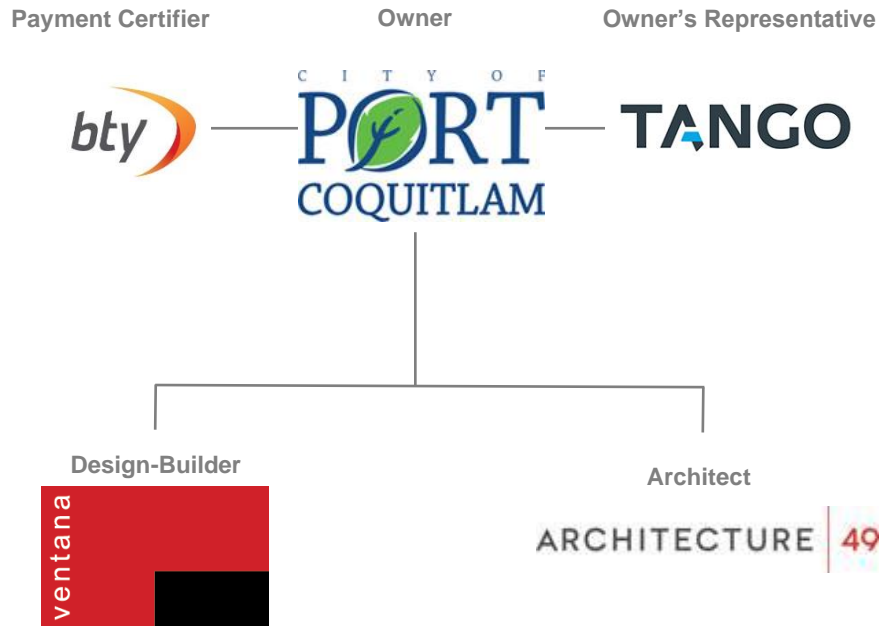 Payment Certifier
Owner
Owner's Representative
bty
CITY OF
PORT
COQUITLAM
TANGO
Design-Builder
ventana
Architect
ARCHITECTURE 49